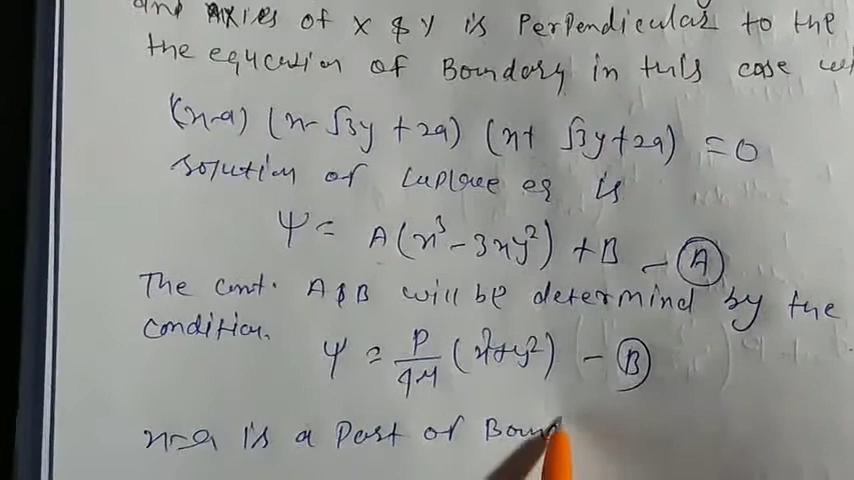 and Axies of x & y is Perpendicular to the
the equation of Boundary in this case wi
(x-a) (x-√3y + 2a) (x+ √3y+2a) = 0
solution of Laplace eq is
Ψ = A(x³ - 3xy²) + B — Ⓐ
The cont. A & B will be determind by the
condition.
Ψ = P/4μ (x²+y²) — Ⓑ
x=a is a Part of Boun